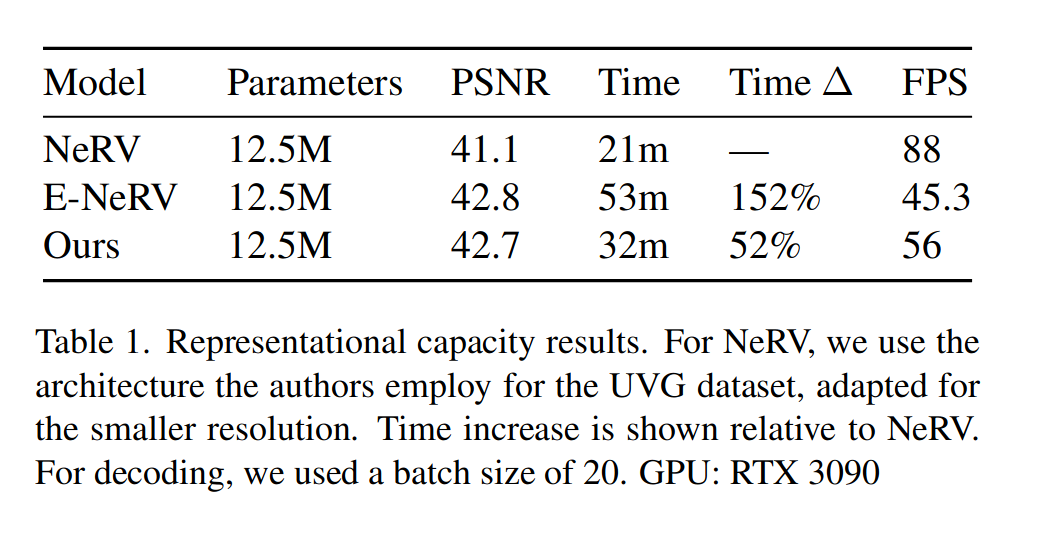 Model Parameters PSNR Time Time Δ FPS
NeRV 12.5M 41.1 21m — 88
E-NeRV 12.5M 42.8 53m 152% 45.3
Ours 12.5M 42.7 32m 52% 56
Table 1. Representational capacity results. For NeRV, we use the
architecture the authors employ for the UVG dataset, adapted for
the smaller resolution. Time increase is shown relative to NeRV.
For decoding, we used a batch size of 20. GPU: RTX 3090